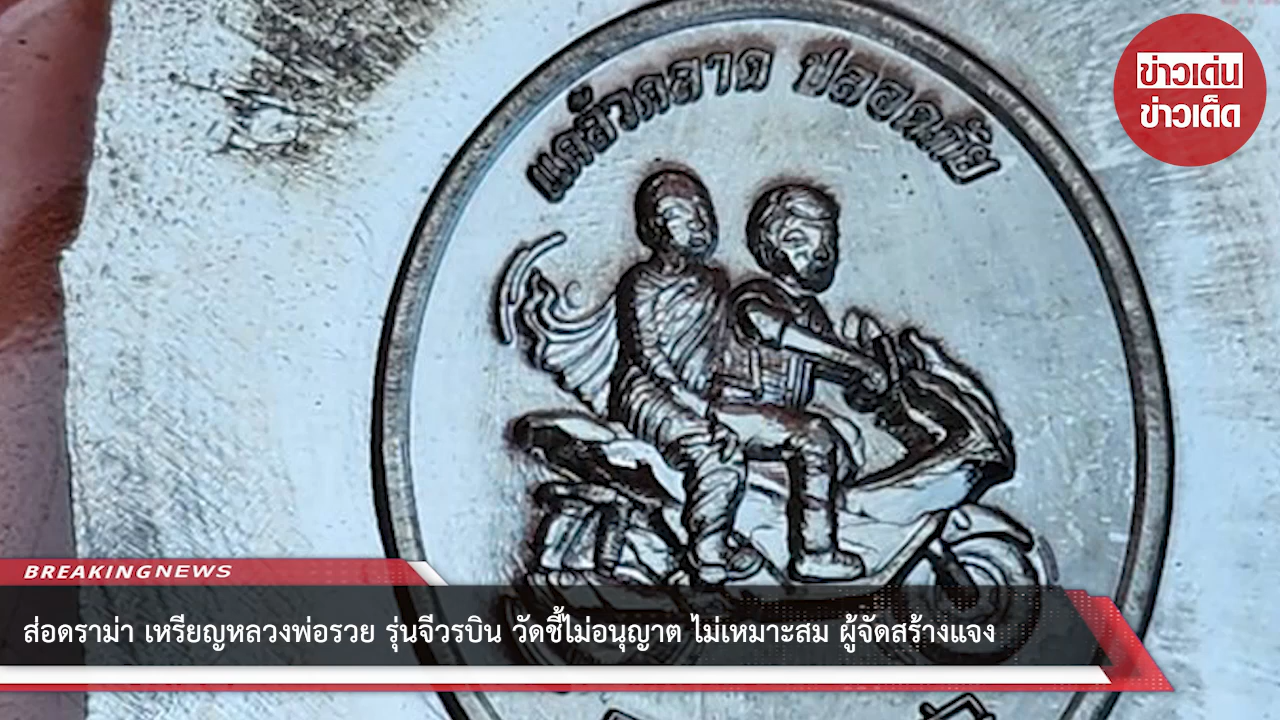 ข่าวเด่น
ข่าวเด็ด
แคล้วคลาด ปลอดภัย
BREAKING NEWS
ส่อดราม่า เหรียญหลวงพ่อรวย รุ่นจีวรบิน วัดชี้ไม่อนุญาต ไม่เหมาะสม ผู้จัดสร้างแจง